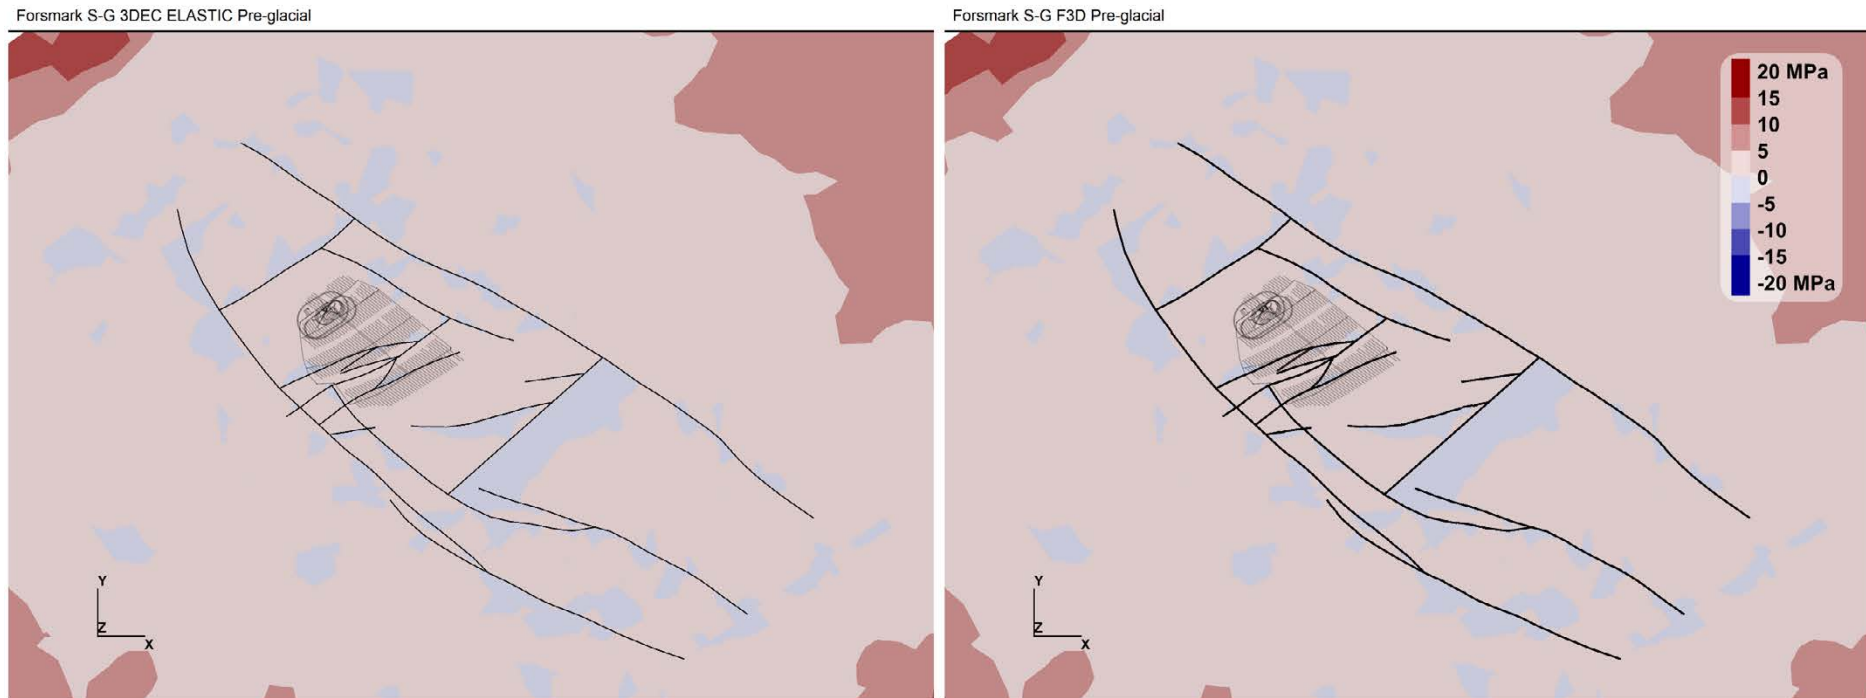 Forsmark S-G 3DEC ELASTIC Pre-glacial
Y
Z
X
Forsmark S-G F3D Pre-glacial
20 MPa
15
10
5
0
-5
-10
-15
-20 MPa
Y
Z
X